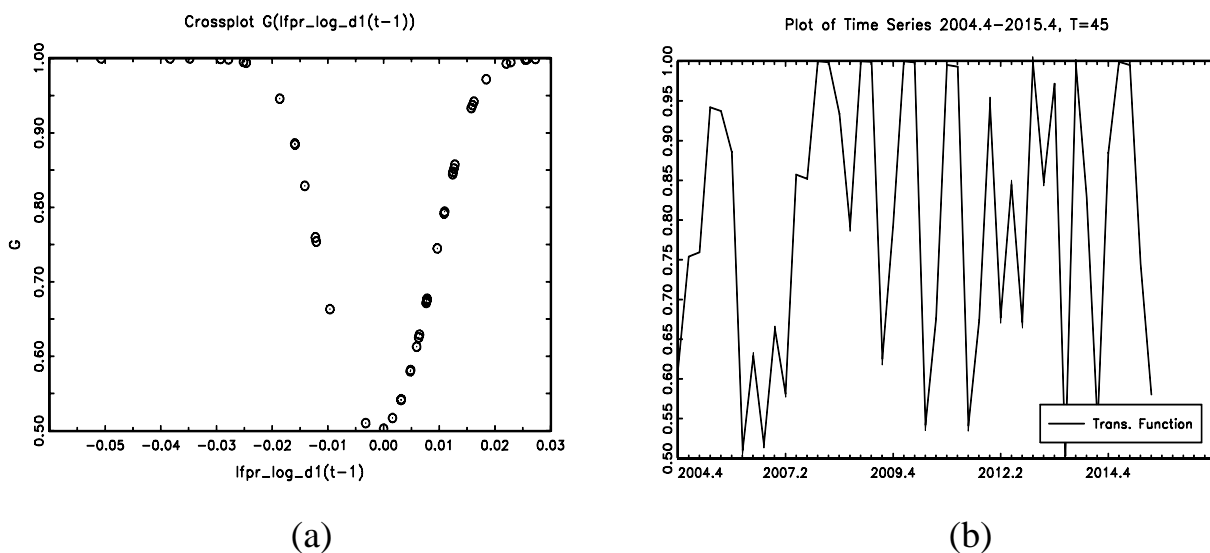 Crossplot G(lfpr_log_d1(t-1))
G
1.00
0.90
0.80
0.70
0.60
0.50
-0.05 -0.04 -0.03 -0.02 -0.01 0.00 0.01 0.02 0.03
lfpr_log_d1(t-1)
(a)
Plot of Time Series 2004.4-2015.4, T=45
1.00
0.95
0.90
0.85
0.80
0.75
0.70
0.65
0.60
0.55
0.50
2004.4 2007.2 2009.4 2012.2 2014.4
Trans. Function
(b)